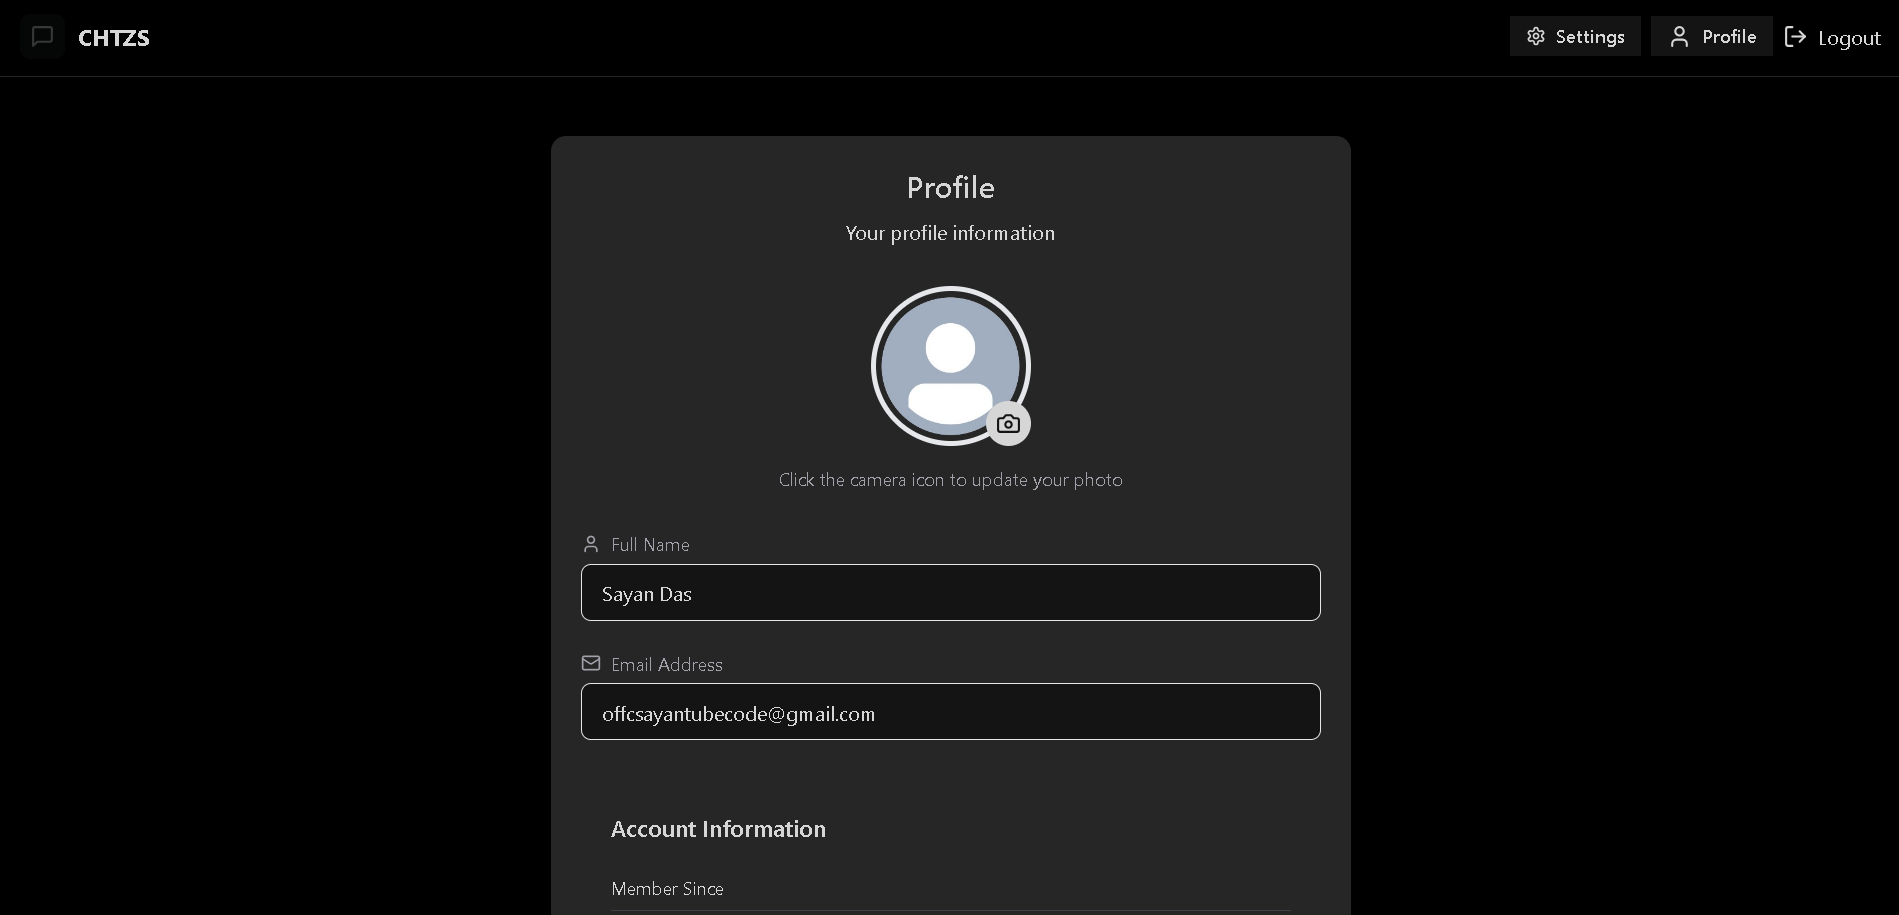 CHTZS
Settings
Profile
Logout
Profile
Your profile information
Click the camera icon to update your photo
Full Name
Sayan Das
Email Address
offcsayantubecode@gmail.com
Account Information
Member Since